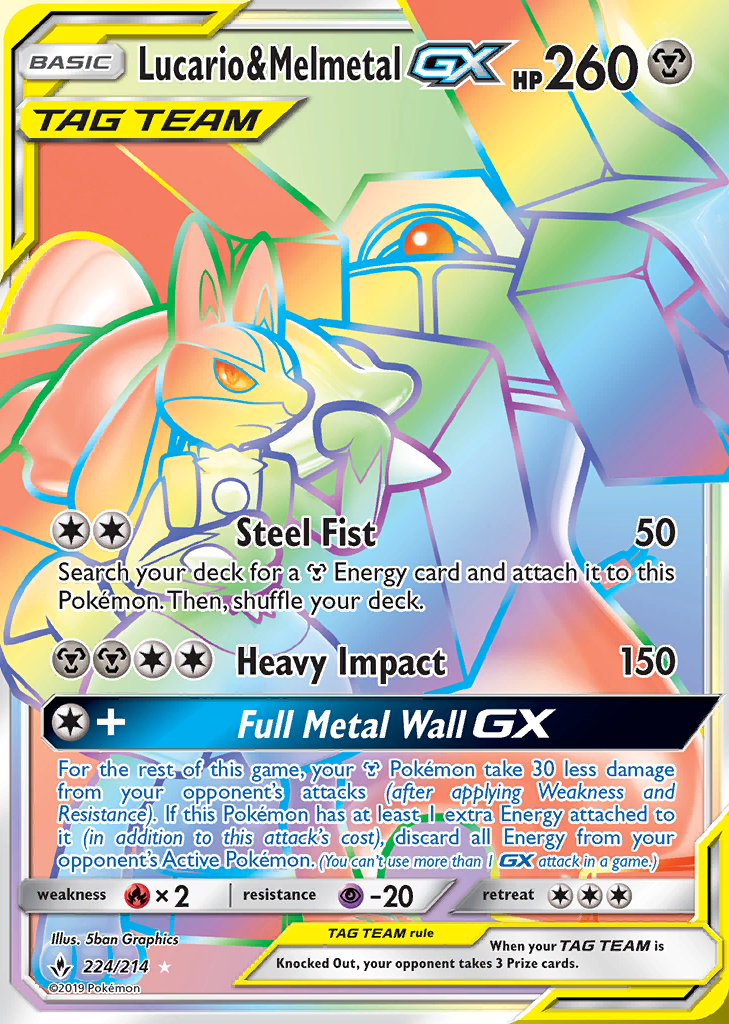 BASIC Lucario&Melmetal GX HP 260
TAG TEAM
Steel Fist 50
Search your deck for a Energy card and attach it to this
Pokémon. Then, shuffle your deck.
Heavy Impact 150
+ Full Metal Wall GX
For the rest of this game, your Pokémon take 30 less damage
from your opponent's attacks (after applying Weakness and
Resistance). If this Pokémon has at least 1 extra Energy attached to
it (in addition to this attack's cost), discard all Energy from your
opponent's Active Pokémon. (You can't use more than 1 GX attack in a game.)
weakness ×2 resistance -20 retreat
Illus. 5ban Graphics
TAG TEAM rule
When your TAG TEAM is
Knocked Out, your opponent takes 3 Prize cards.
224/214
©2019 Pokémon